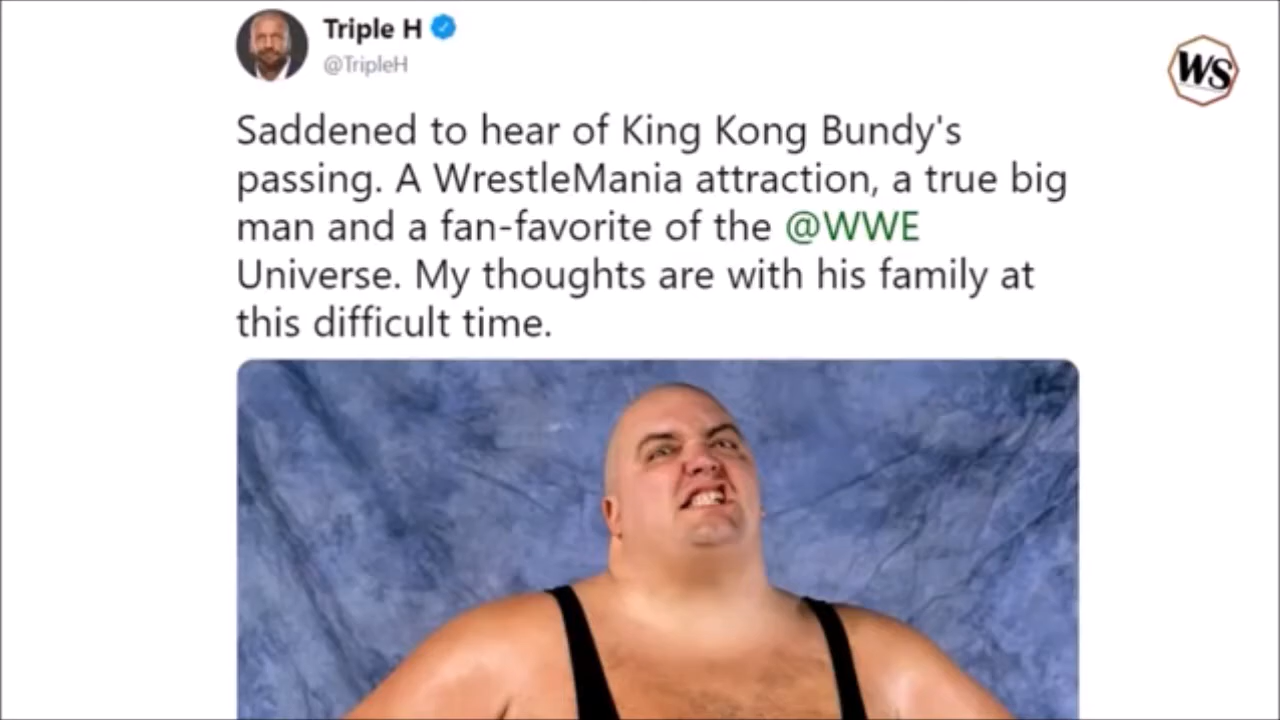 Triple H
@TripleH
WS
Saddened to hear of King Kong Bundy's
passing. A WrestleMania attraction, a true big
man and a fan-favorite of the @WWE
Universe. My thoughts are with his family at
this difficult time.